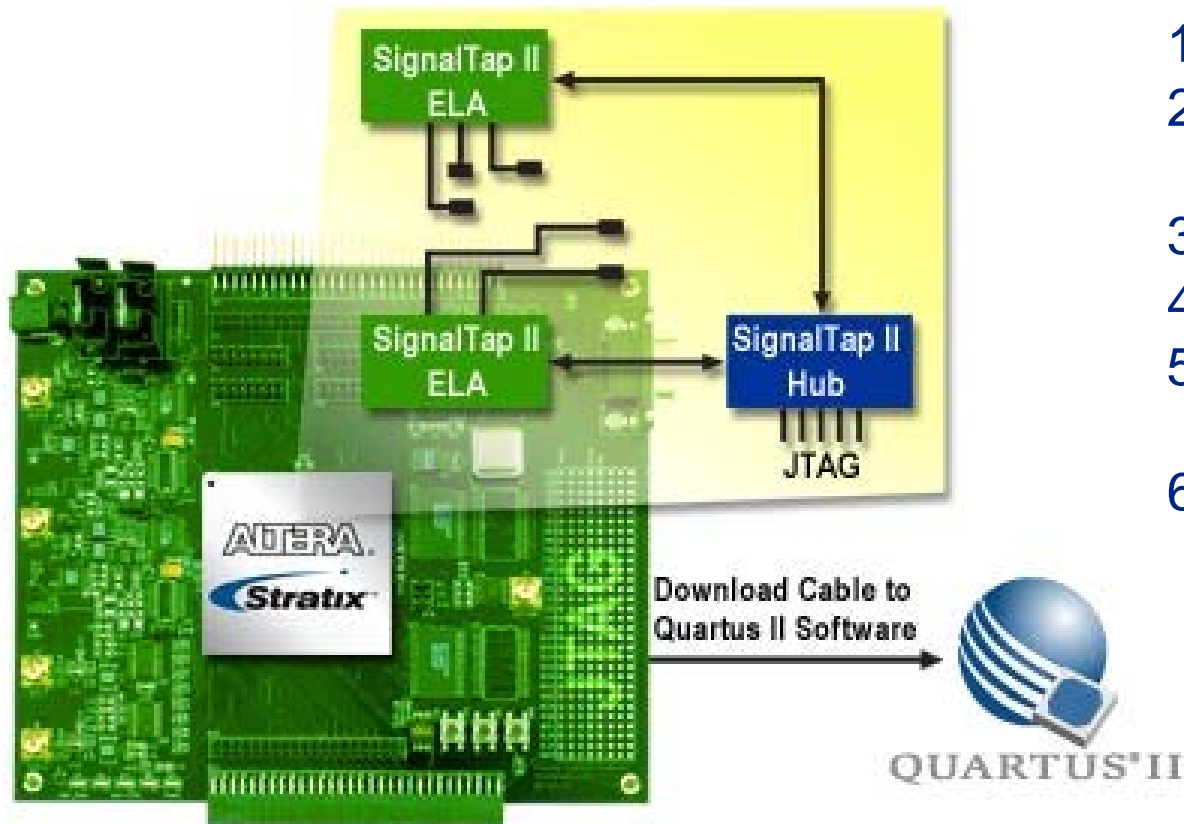 SignalTap II
ELA
SignalTap II
ELA
SignalTap II
Hub
JTAG
ALTERA
Stratix
JTAG
Download Cable to
Quartus II Software
QUARTUS® II
1
2
3
4
5
6